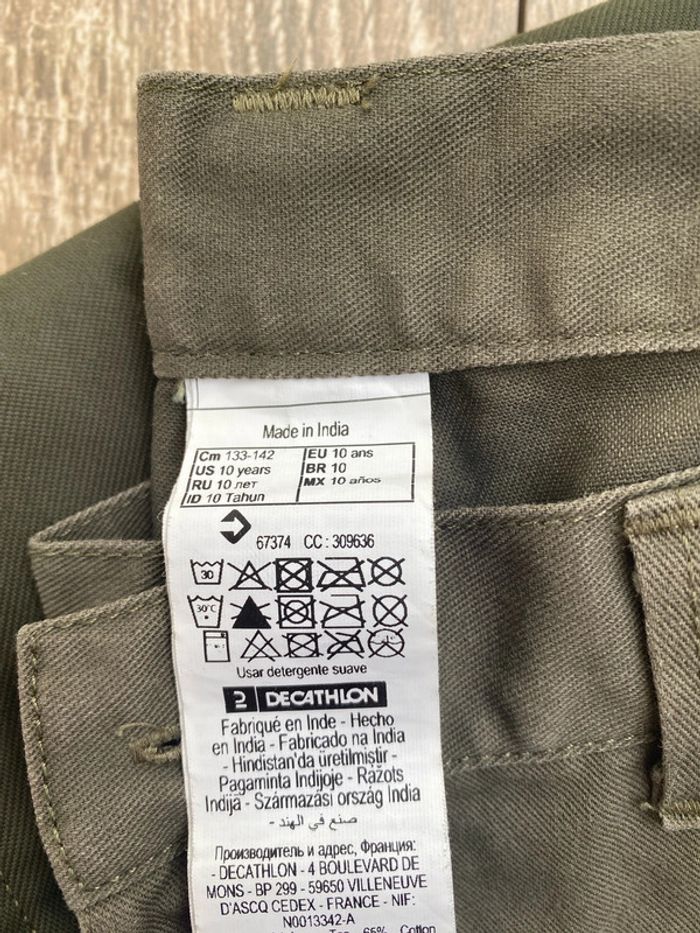 Made in India
Cm 133-142 EU 10 ans
US 10 years BR 10
RU 10 лет MX 10 años
ID 10 Tahun
67374 CC : 309636
30
30°C
Usar detergente suave
2 DECATHLON
Fabriqué en Inde - Hecho
en India - Fabricado na India
- Hindistan'da üretilmiştir -
Pagaminta Indijoje - Ražots
Indijā - Származási ország India
- صنع في الهند
Производитель и адрес, Франция:
- DECATHLON - 4 BOULEVARD DE
MONS - BP 299 - 59650 VILLENEUVE
D'ASCQ CEDEX - FRANCE - NIF:
N0013342-A
65% Cotton